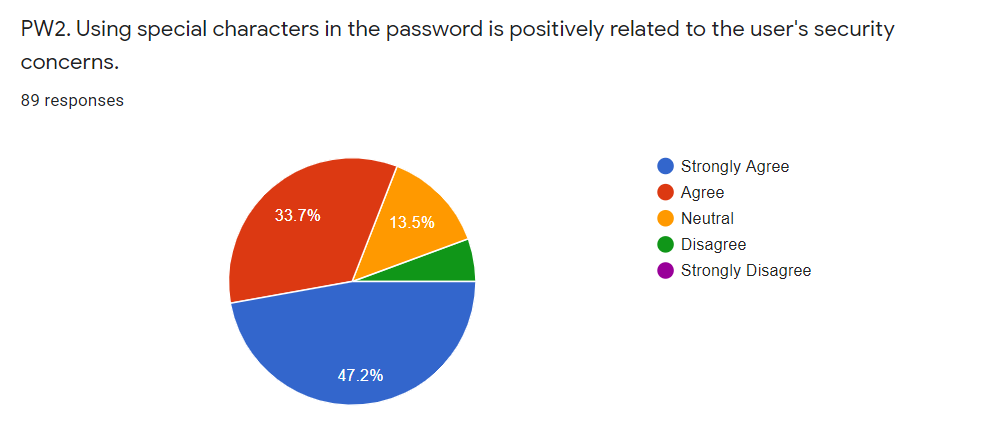 PW2. Using special characters in the password is positively related to the user's security
concerns.
89 responses
33.7%
13.5%
47.2%
Strongly Agree
Agree
Neutral
Disagree
Strongly Disagree